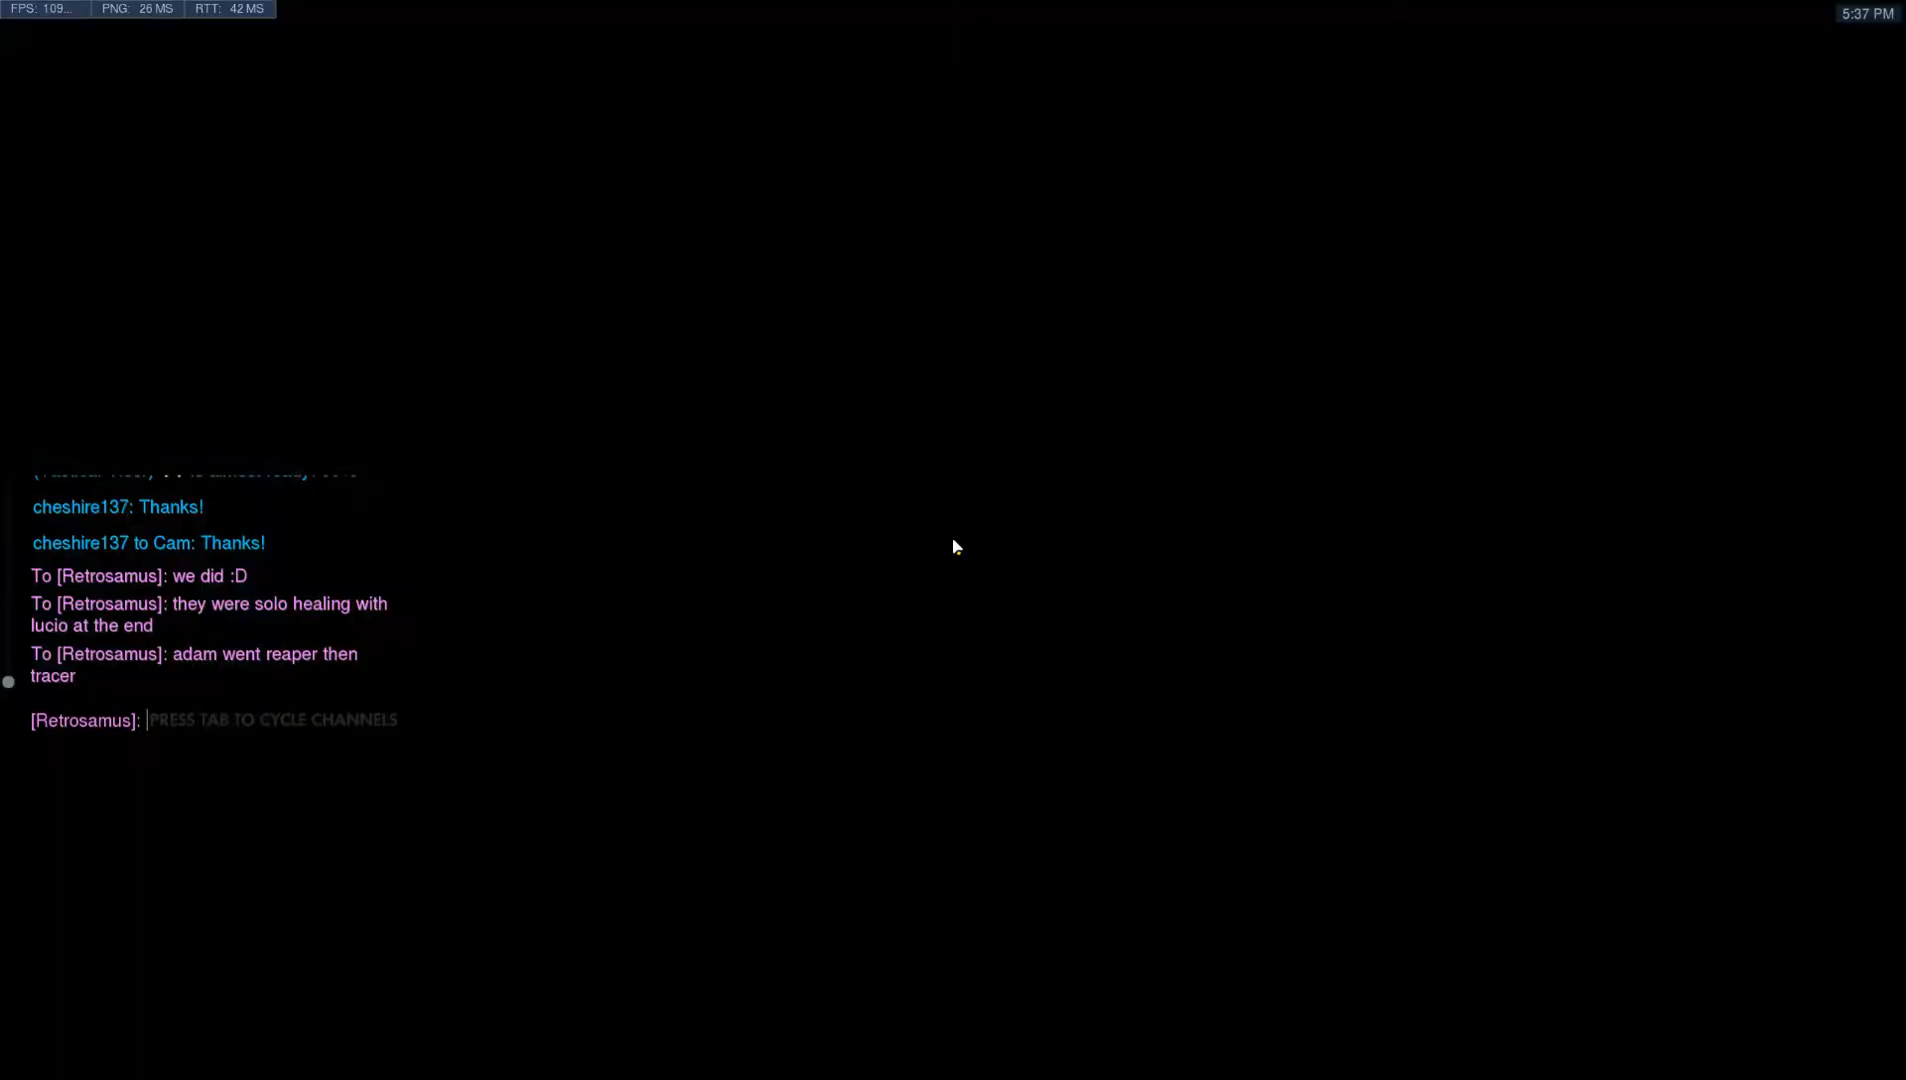 FPS: 109... PNG: 26 MS RTT: 42 MS
5:37 PM
cheshire137: Thanks!
cheshire137 to Cam: Thanks!
To [Retrosamus]: we did :D
To [Retrosamus]: they were solo healing with
lucio at the end
To [Retrosamus]: adam went reaper then
tracer
[Retrosamus]: PRESS TAB TO CYCLE CHANNELS